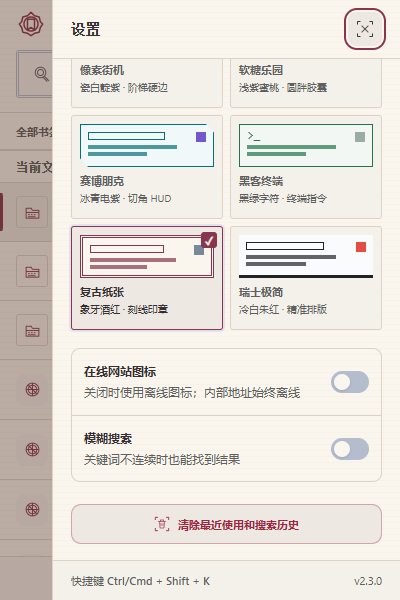 设置
像素街机
瓷白靛紫 · 阶梯硬边
软糖乐园
浅紫蜜桃 · 圆胖胶囊
赛博朋克
冰青电紫 · 切角 HUD
>_
黑客终端
黑绿字符 · 终端指令
复古纸张
象牙酒红 · 刻线印章
瑞士极简
冷白朱红 · 精准排版
全部书签
当前文
在线网站图标
关闭时使用离线图标；内部地址始终离线
模糊搜索
关键词不连续时也能找到结果
清除最近使用和搜索历史
快捷键 Ctrl/Cmd + Shift + K
v2.3.0